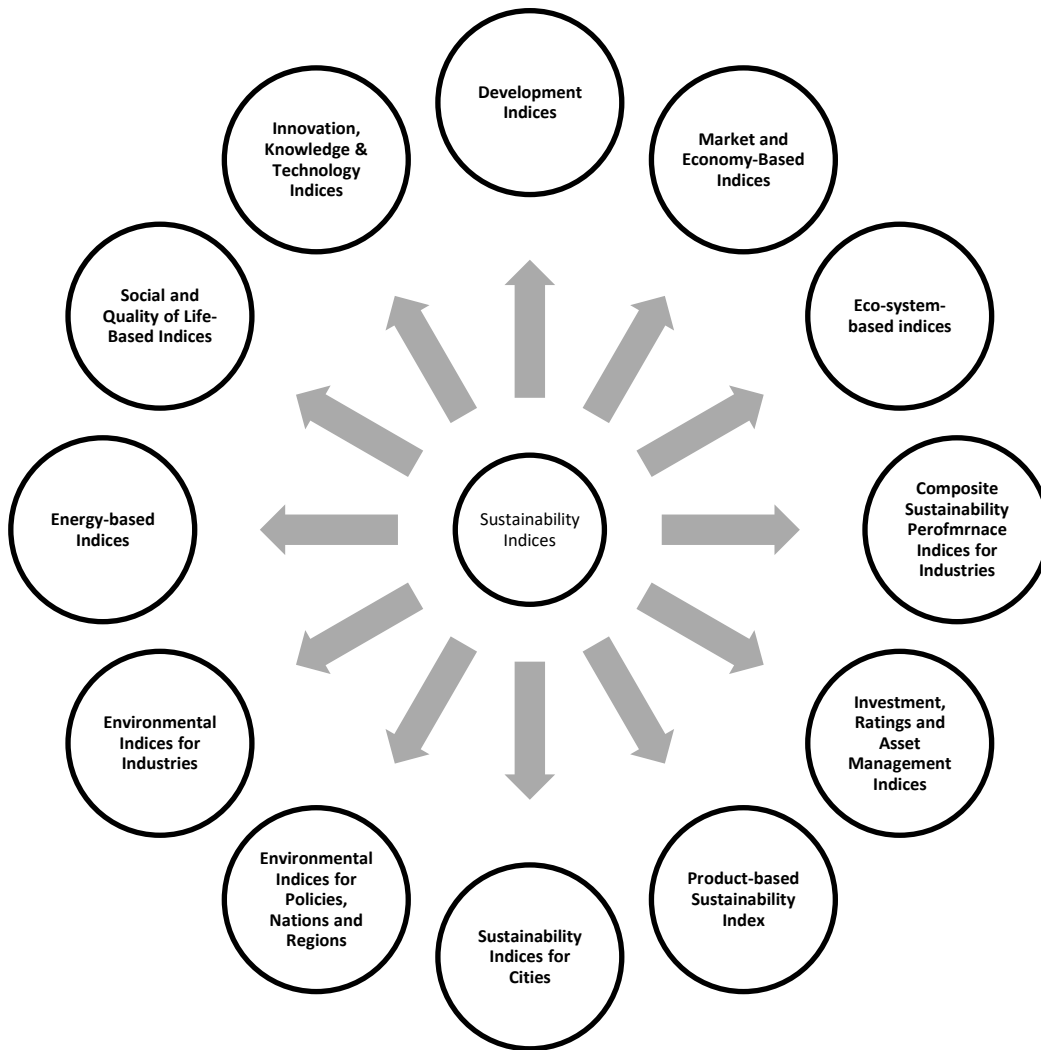 Development
Indices
Market and
Economy-Based
Indices
Eco-system-
based indices
Composite
Sustainability
Perofmrnace
Indices for
Industries
Investment,
Ratings and
Asset
Management
Indices
Product-based
Sustainability
Index
Sustainability
Indices for
Cities
Environmental
Indices for
Policies,
Nations and
Regions
Environmental
Indices for
Industries
Energy-based
Indices
Social and
Quality of Life-
Based Indices
Innovation,
Knowledge &
Technology
Indices
Sustainability
Indices